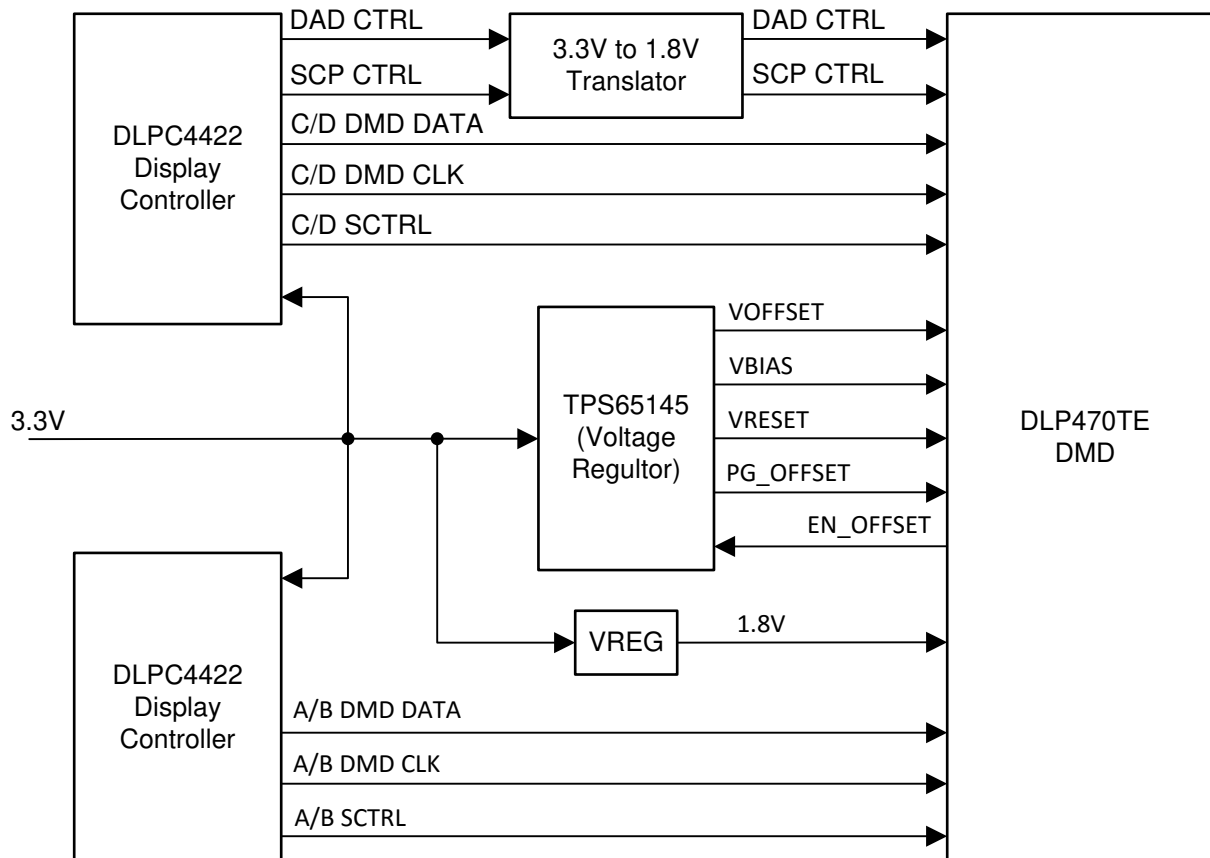 DAD CTRL
SCP CTRL
C/D DMD DATA
C/D DMD CLK
C/D SCTRL
DLPC4422
Display
Controller
3.3V to 1.8V
Translator
DAD CTRL
SCP CTRL
3.3V
TPS65145
(Voltage
Regultor)
VOFFSET
VBIAS
VRESET
PG_OFFSET
EN_OFFSET
DLP470TE
DMD
VREG
1.8V
DLPC4422
Display
Controller
A/B DMD DATA
A/B DMD CLK
A/B SCTRL